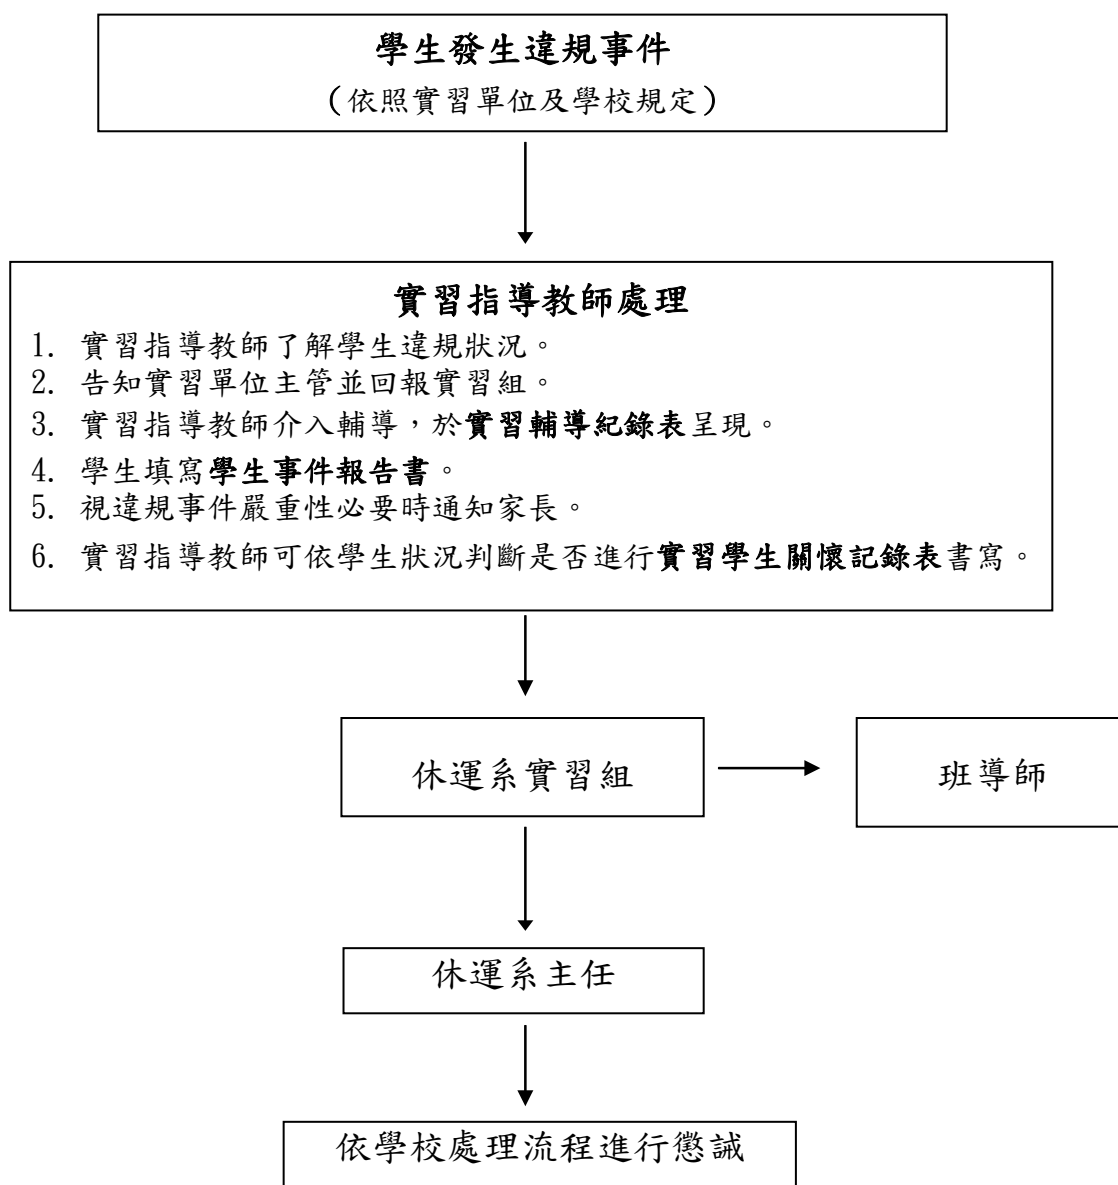 學生發生違規事件
(依照實習單位及學校規定)
實習指導教師處理
1. 實習指導教師了解學生違規狀況。
2. 告知實習單位主管並回報實習組。
3. 實習指導教師介入輔導，於實習輔導紀錄表呈現。
4. 學生填寫學生事件報告書。
5. 視違規事件嚴重性必要時通知家長。
6. 實習指導教師可依學生狀況判斷是否進行實習學生關懷記錄表書寫。
休運系實習組
班導師
休運系主任
依學校處理流程進行懲誡